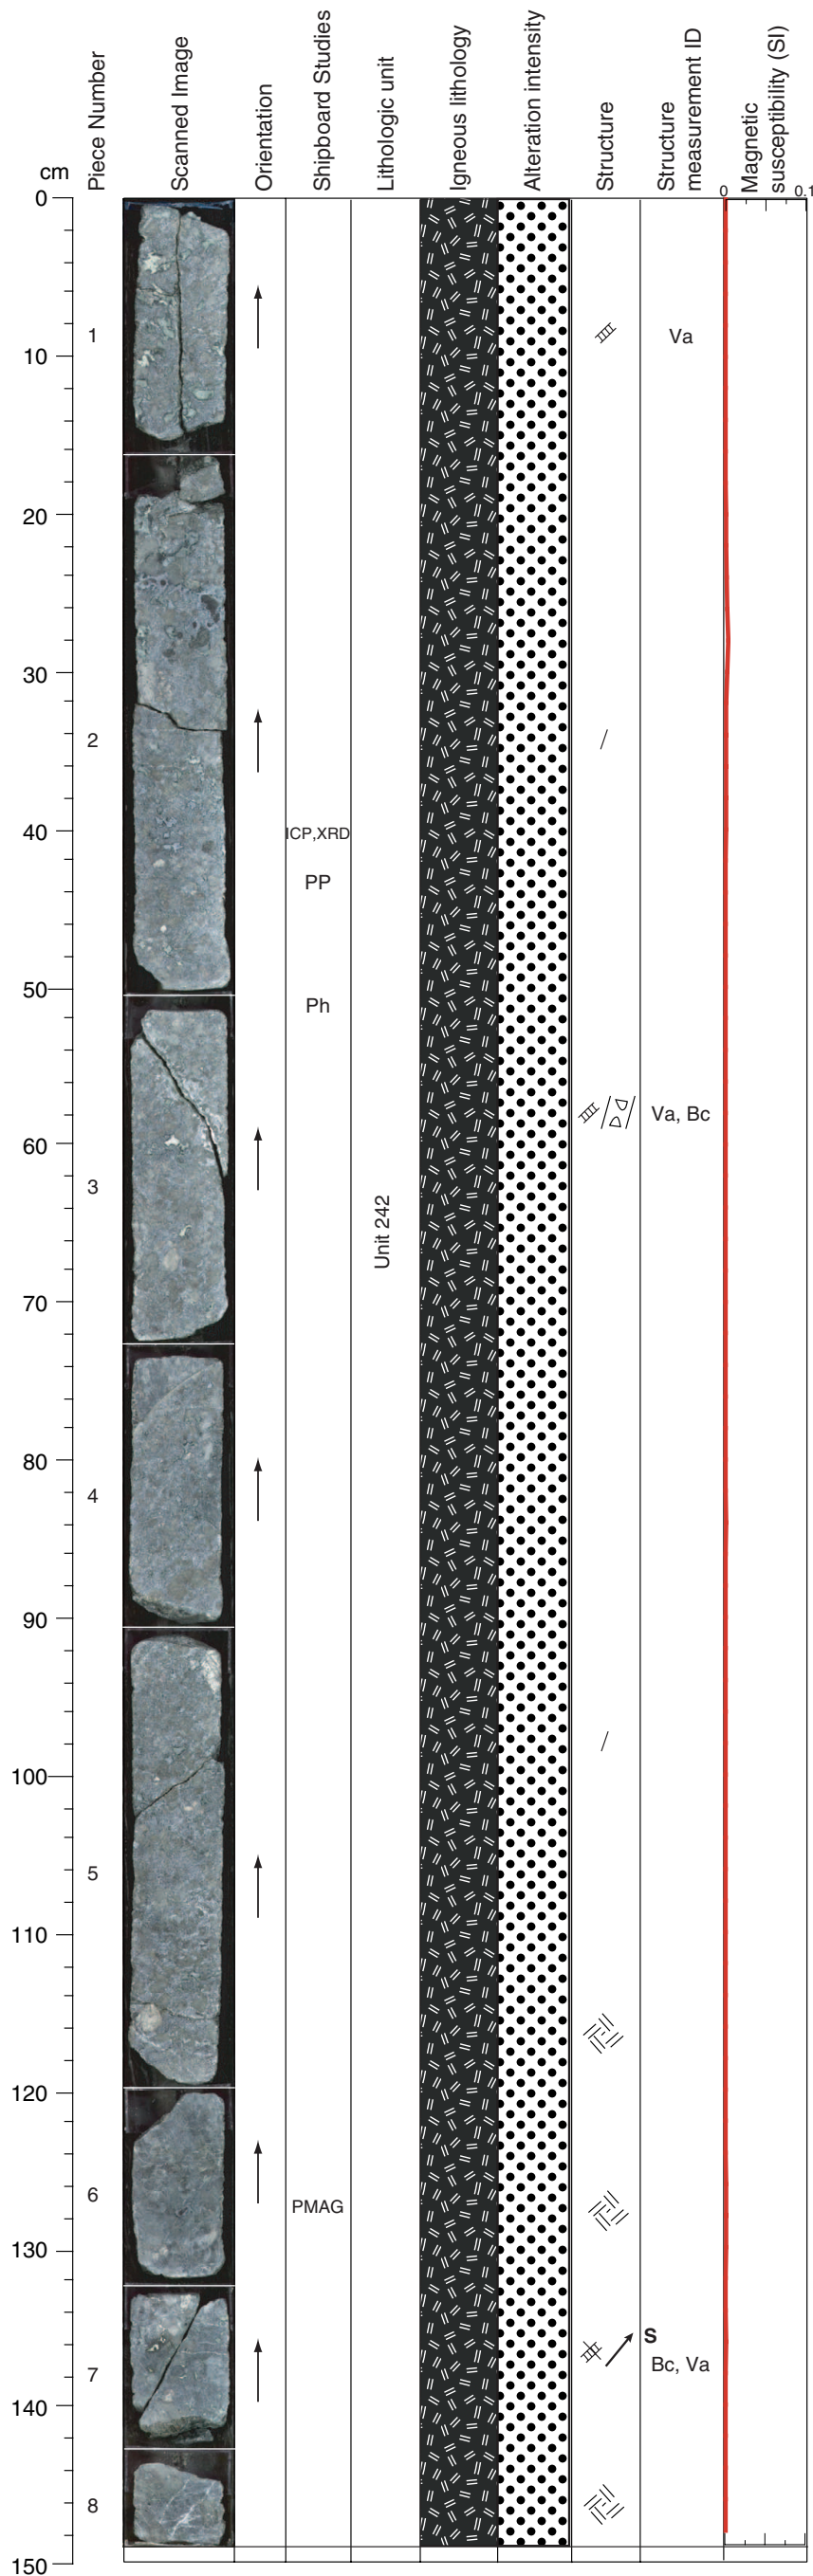 cm
Piece Number
Scanned Image
Orientation
Shipboard Studies
Lithologic unit
Igneous lithology
Alteration intensity
Structure
Structure
measurement ID
Magnetic
susceptibility (SI)
0 0.1
0
1 Va
10
20
30
2
40 ICP,XRD
PP
50
Ph
Va, Bc
60
3
Unit 242
70
80
4
90
100
5
110
120
6 PMAG
130
S
7 Bc, Va
140
8
150